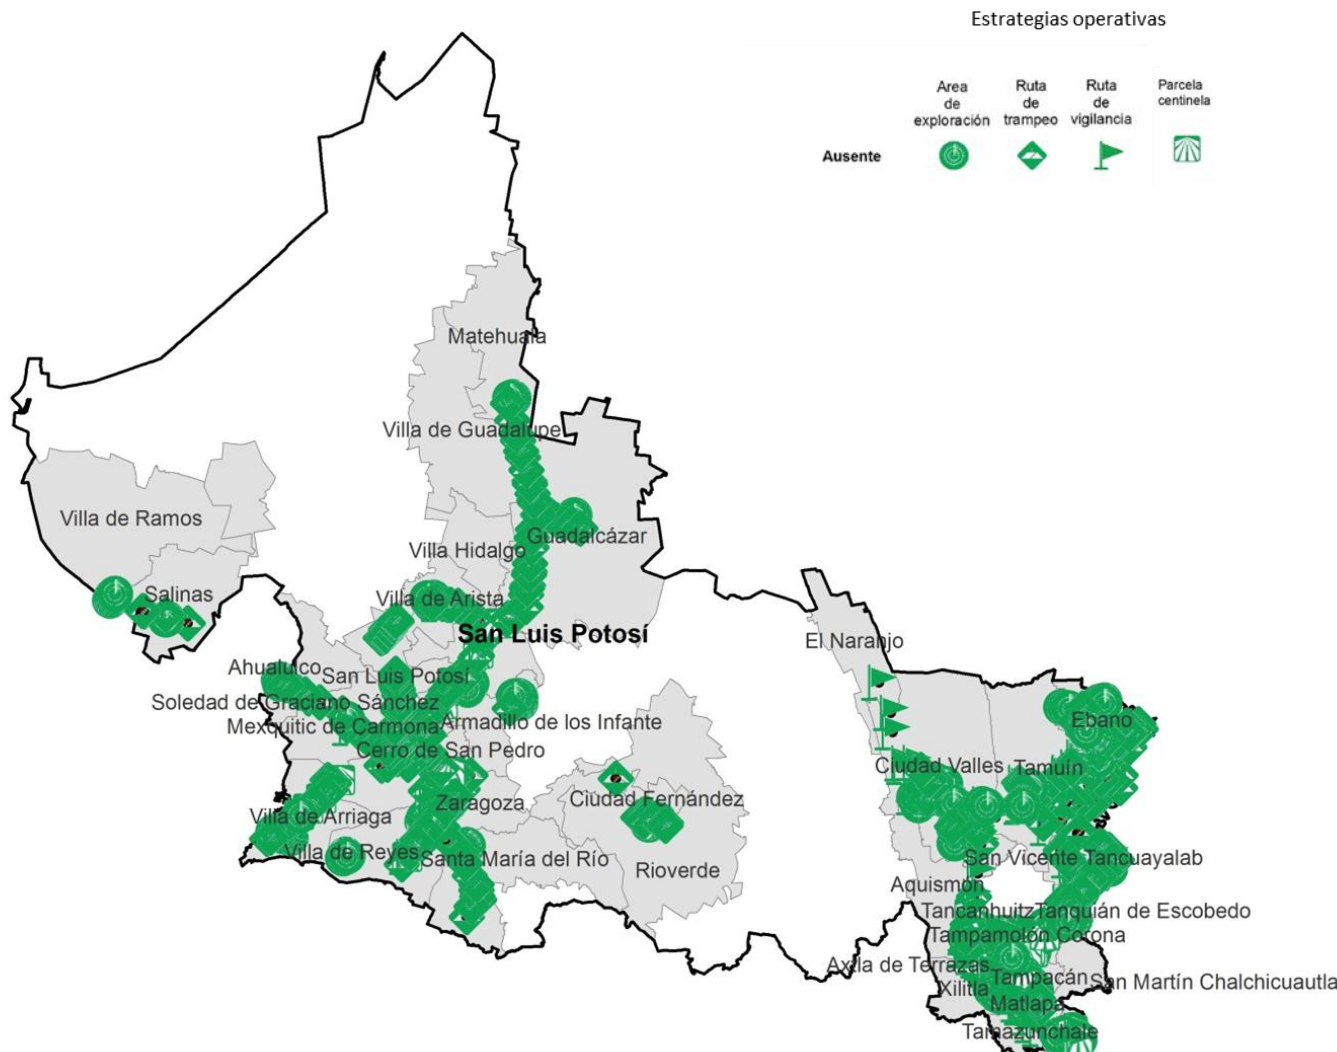 Estrategias operativas
Area
de
exploración
Ruta
de
trampeo
Ruta
de
vigilancia
Parcela
centinela
Ausente
Matehuala
Villa de Guadalupe
Villa de Ramos
Guadalcázar
Villa Hidalgo
Salinas
Villa de Arista
San Luis Potosí
El Naranjo
Ahualulco
San Luis Potosí
Soledad de Graciano Sánchez
Mexquitic de Carmona
Armadillo de los Infante
Ebano
Cerro de San Pedro
Ciudad Valles
Tamuín
Zaragoza
Ciudad Fernández
Villa de Arriaga
Villa de Reyes
Santa María del Río
San Vicente Tancuayalab
Rioverde
Aquismón
Tancanhuitz
Tanquián de Escobedo
Tampamolón Corona
Axtla de Terrazas
Tampacán
San Martín Chalchicuautla
Xilitla
Matlapa
Tamazunchale